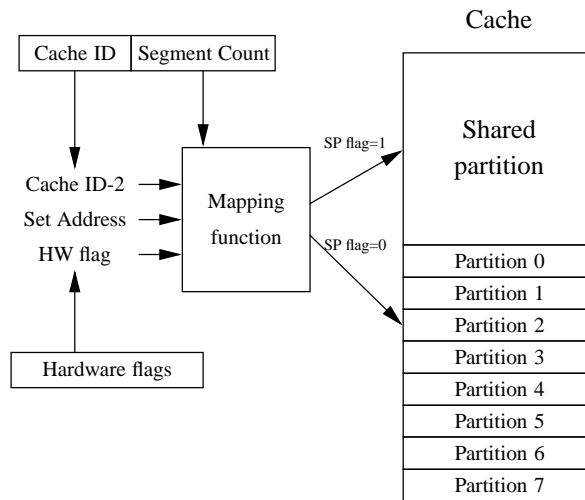 Cache
Cache ID
Segment Count
Shared
partition
SP flag=1
Cache ID-2
Set Address
HW flag
Mapping
function
SP flag=0
Partition 0
Partition 1
Partition 2
Partition 3
Partition 4
Partition 5
Partition 6
Partition 7
Hardware flags